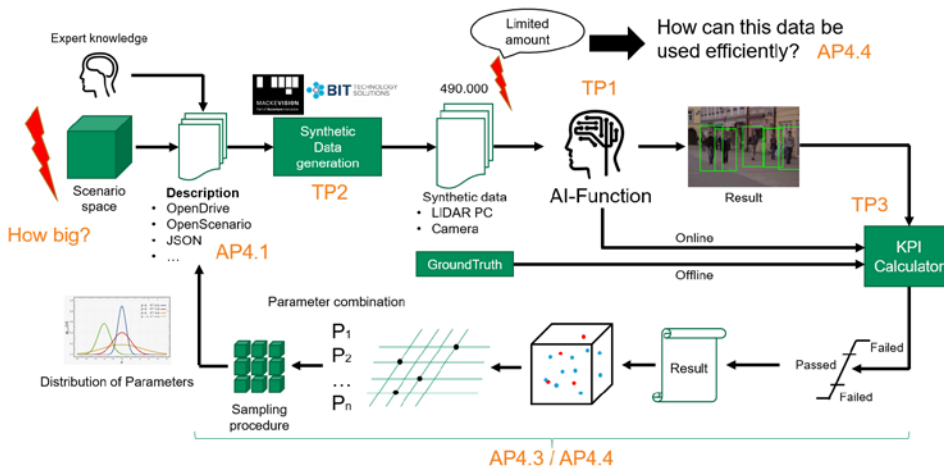 Expert knowledge
Limited
amount
How can this data be
used efficiently? AP4.4
MACKEVISION
BIT TECHNOLOGY
SOLUTIONS
490.000
TP1
Synthetic
Data
generation
TP2
Scenario
space
How big?
Description
• OpenDrive
• OpenScenario
• JSON
• ...
AP4.1
Synthetic data
• LIDAR PC
• Camera
AI-Function
Result
TP3
Online
KPI
Calculator
GroundTruth
Offline
Parameter combination
P1
P2
...
Pn
Distribution of Parameters
Sampling
procedure
Result
Failed
Passed
Failed
AP4.3 / AP4.4